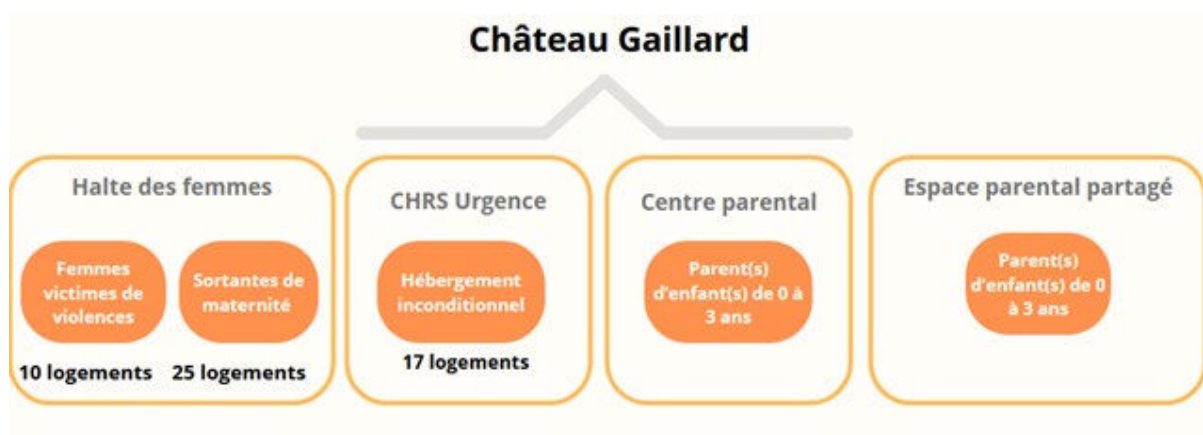 Château Gaillard
Halte des femmes
Femmes
victimes de
violences
Sortantes de
maternité
10 logements
25 logements
CHRS Urgence
Hébergement
inconditionnel
17 logements
Centre parental
Parent(s)
d'enfant(s) de 0 à
3 ans
Espace parental partagé
Parent(s)
d'enfant(s) de 0
à 3 ans